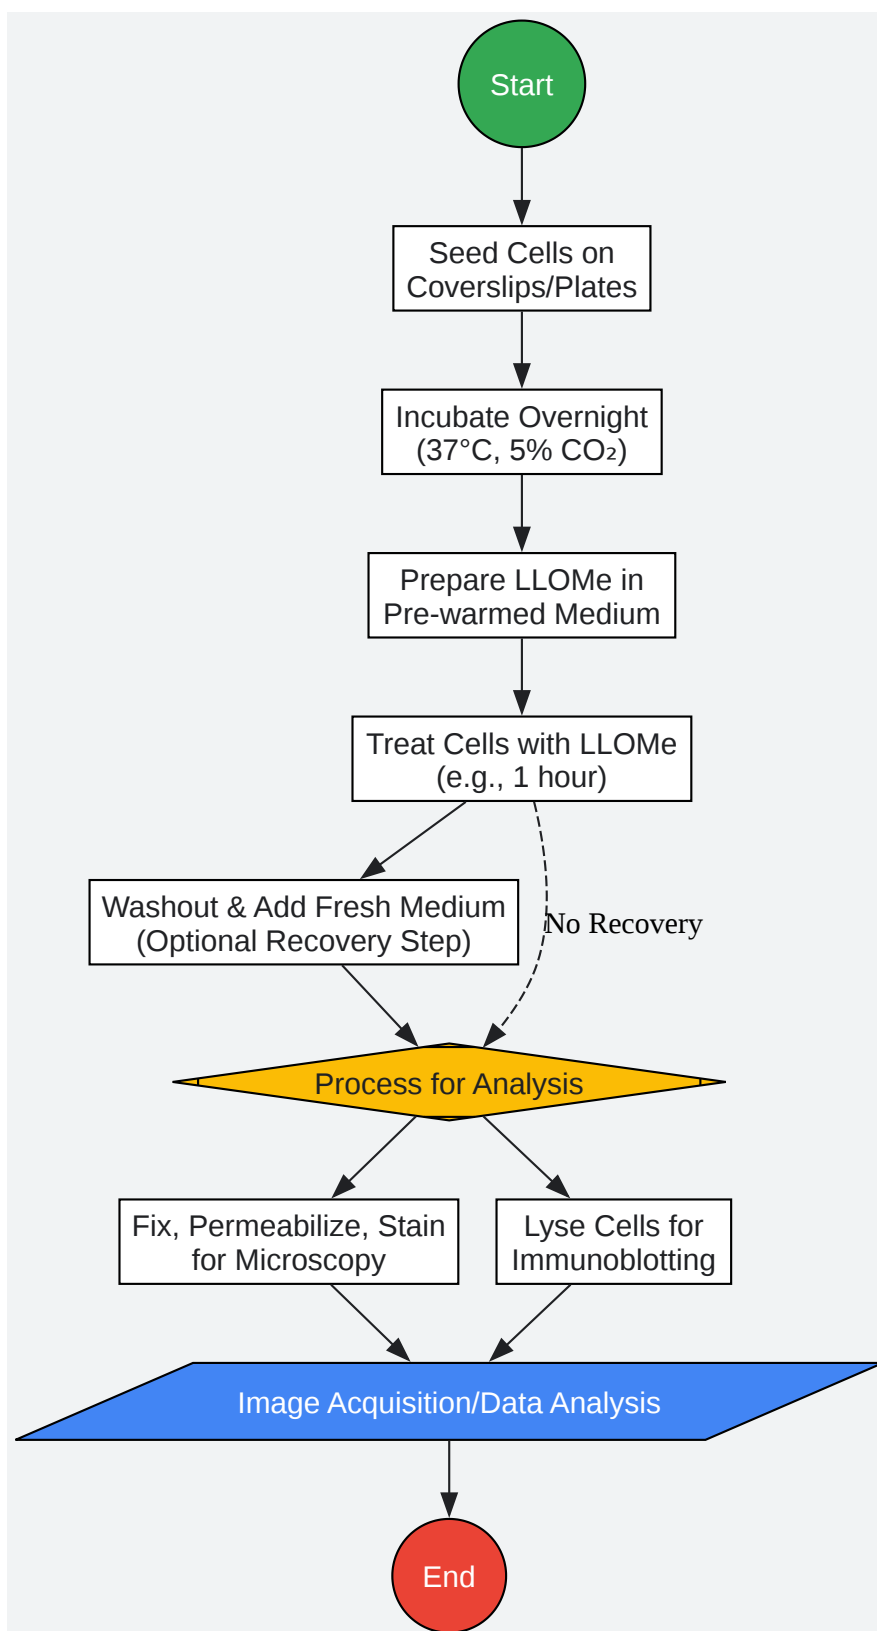 Start
Seed Cells on
Coverslips/Plates
Incubate Overnight
(37°C, 5% CO₂)
Prepare LLOMe in
Pre-warmed Medium
Treat Cells with LLOMe
(e.g., 1 hour)
Washout & Add Fresh Medium
(Optional Recovery Step)
No Recovery
Process for Analysis
Fix, Permeabilize, Stain
for Microscopy
Lyse Cells for
Immunoblotting
Image Acquisition/Data Analysis
End